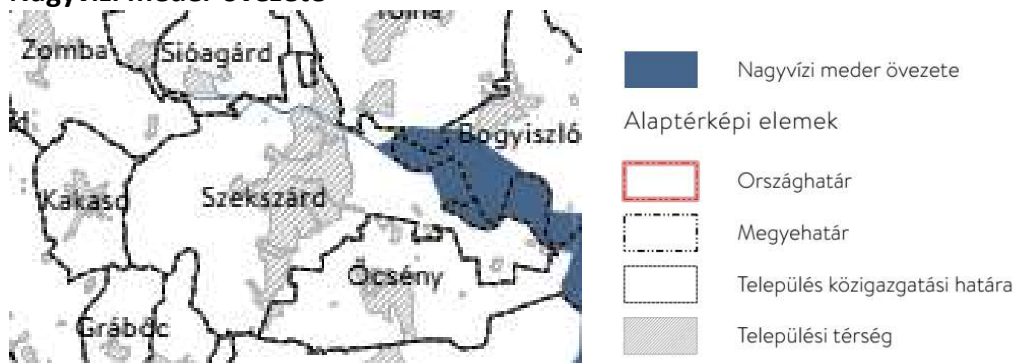 Nagyvízi meder övezete
Tolna
Zomba
Sióagárd
Bogyiszló
Kakasd
Szekszárd
Őcsény
Grábóc
Nagyvízi meder övezete
Alaptérképi elemek
Országhatár
Megyehatár
Település közigazgatási határa
Települési térség